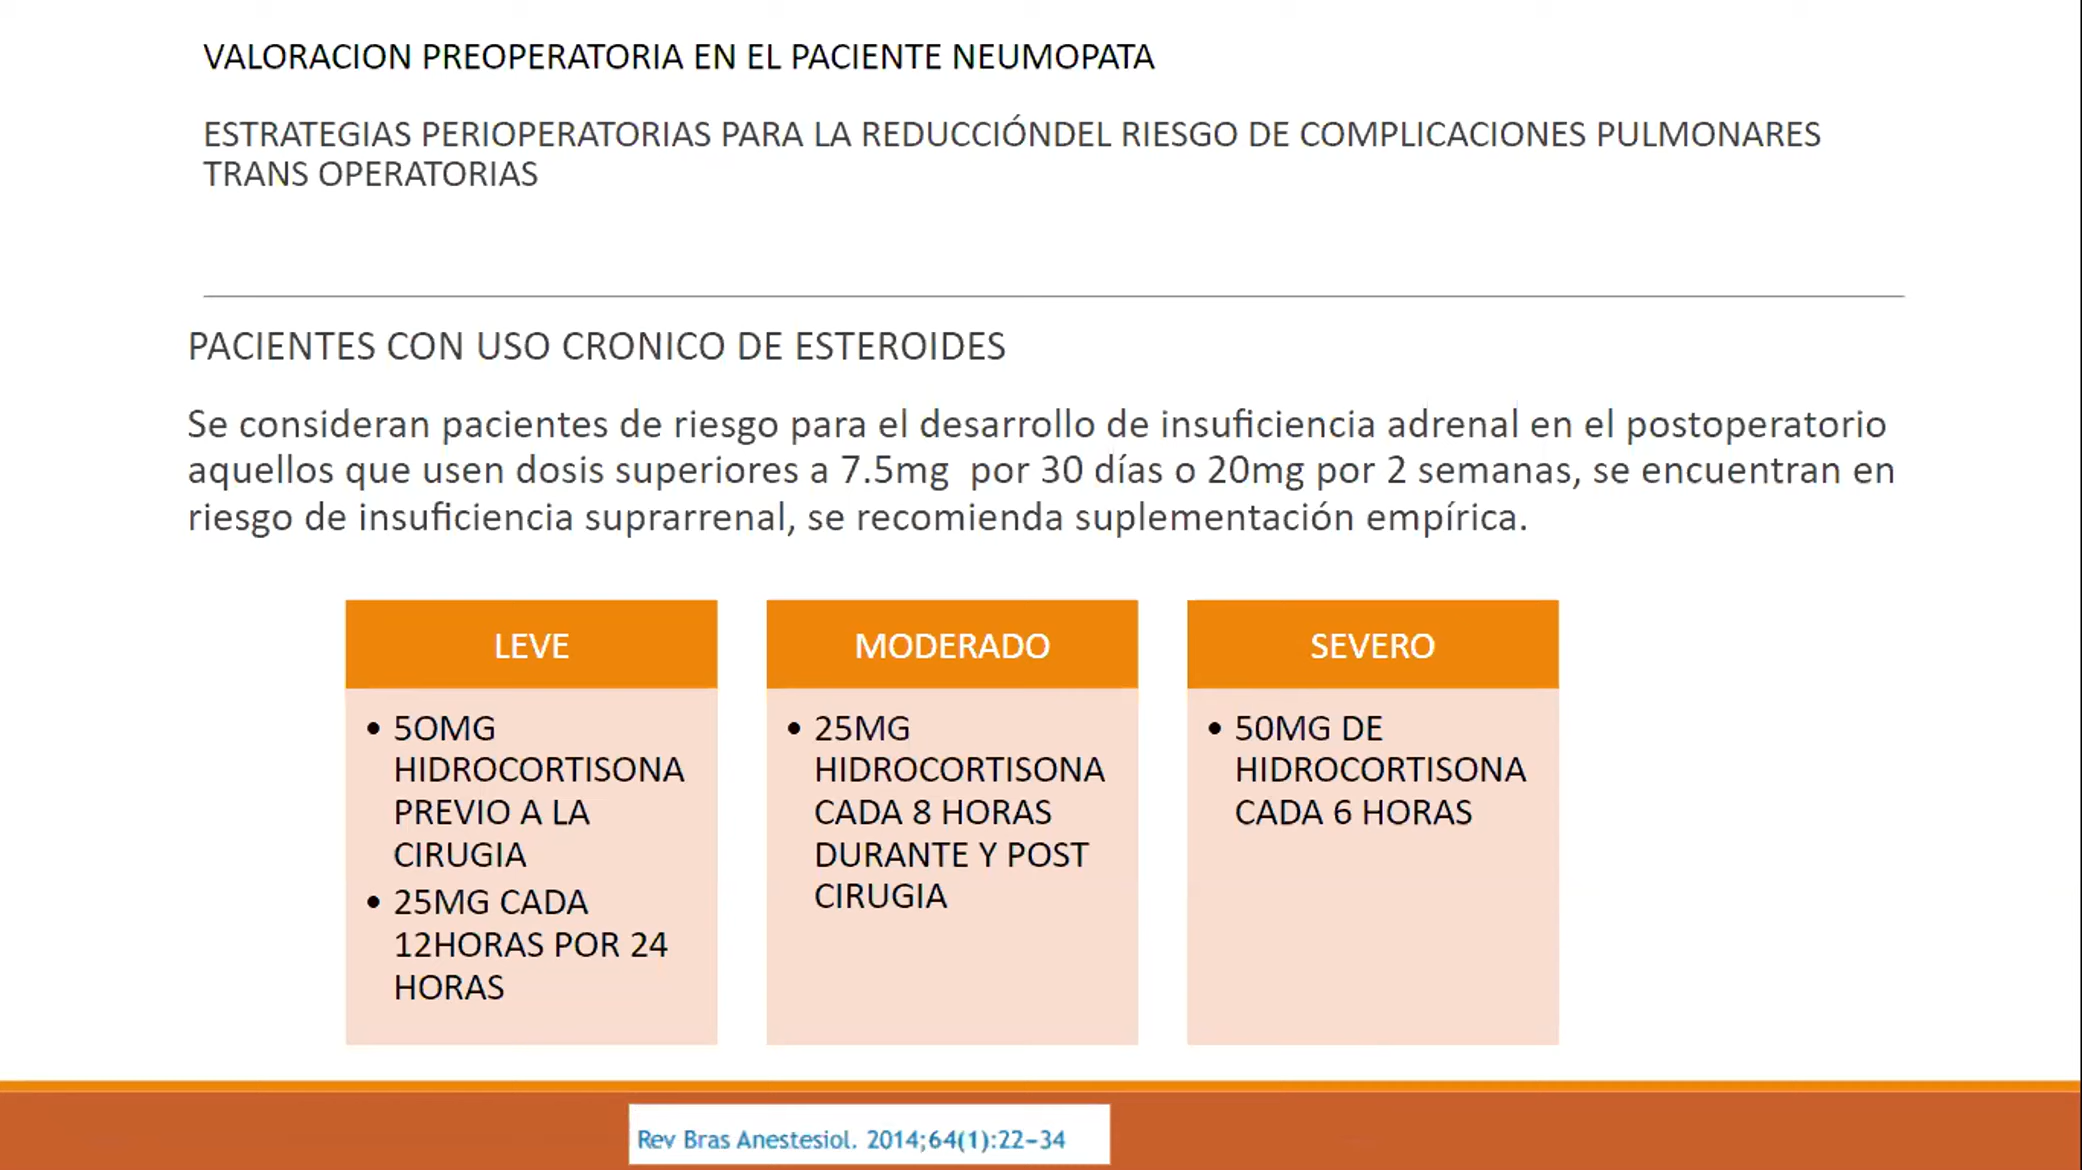 VALORACION PREOPERATORIA EN EL PACIENTE NEUMOPATA
ESTRATEGIAS PERIOPERATORIAS PARA LA REDUCCIÓNDEL RIESGO DE COMPLICACIONES PULMONARES
TRANS OPERATORIAS
PACIENTES CON USO CRONICO DE ESTEROIDES
Se consideran pacientes de riesgo para el desarrollo de insuficiencia adrenal en el postoperatorio
aquellos que usen dosis superiores a 7.5mg  por 30 días o 20mg por 2 semanas, se encuentran en
riesgo de insuficiencia suprarrenal, se recomienda suplementación empírica.
LEVE
• 5OMG
HIDROCORTISONA
PREVIO A LA
CIRUGIA
• 25MG CADA
12HORAS POR 24
HORAS
MODERADO
• 25MG
HIDROCORTISONA
CADA 8 HORAS
DURANTE Y POST
CIRUGIA
SEVERO
• 50MG DE
HIDROCORTISONA
CADA 6 HORAS
Rev Bras Anestesiol. 2014;64(1):22-34